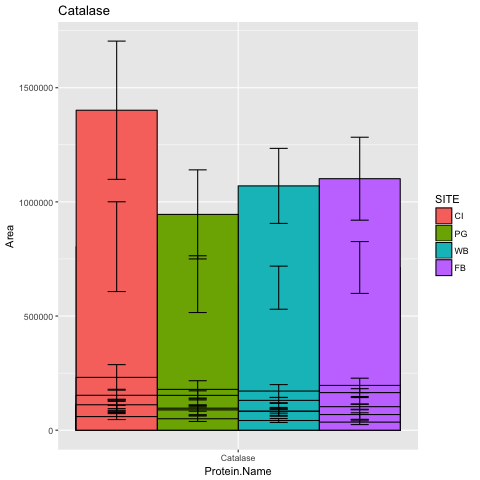 Catalase
1500000
1000000
500000
0
Area
Catalase
Protein.Name
SITE
CI
PG
WB
FB